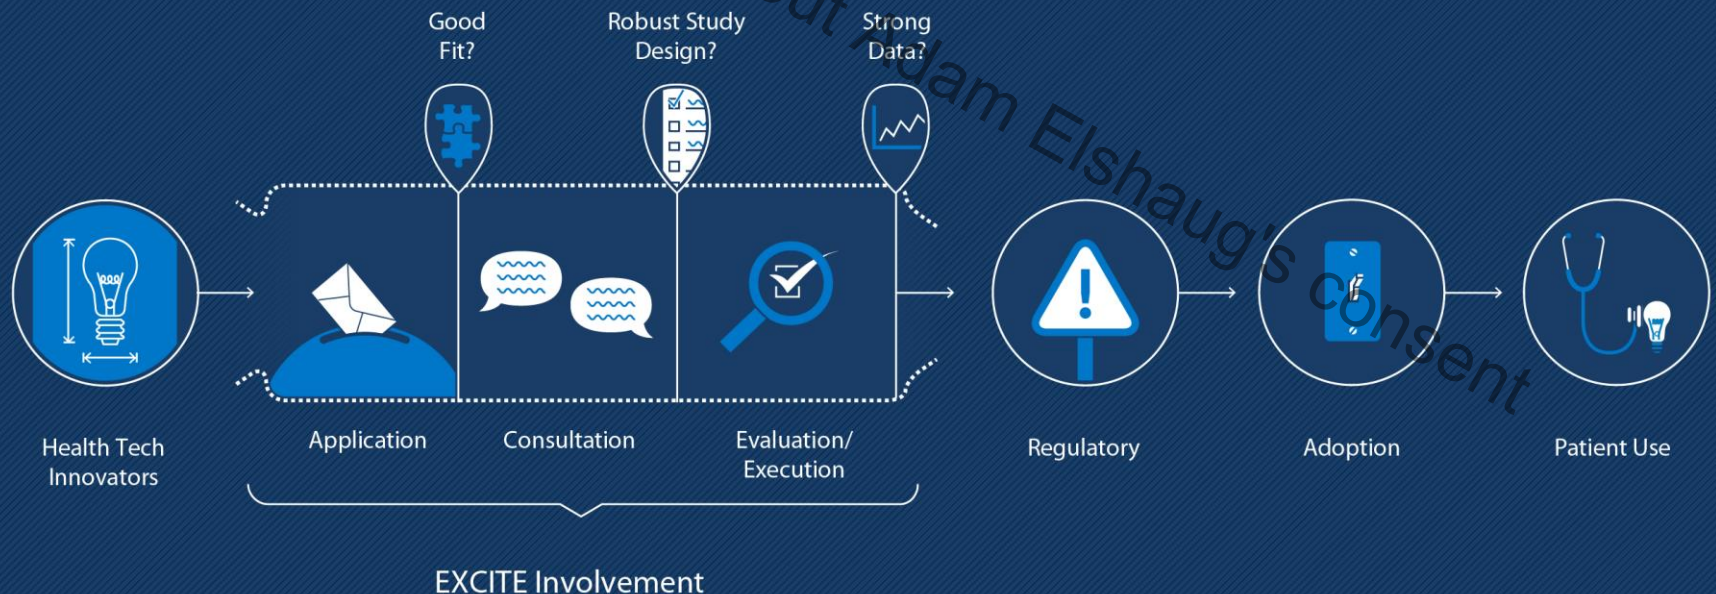 Good
Fit?
Robust Study
Design?
Strong
Data?
Health Tech
Innovators
Application
Consultation
Evaluation/
Execution
Regulatory
Adoption
Patient Use
EXCITE Involvement
Adam Elshaug's consent